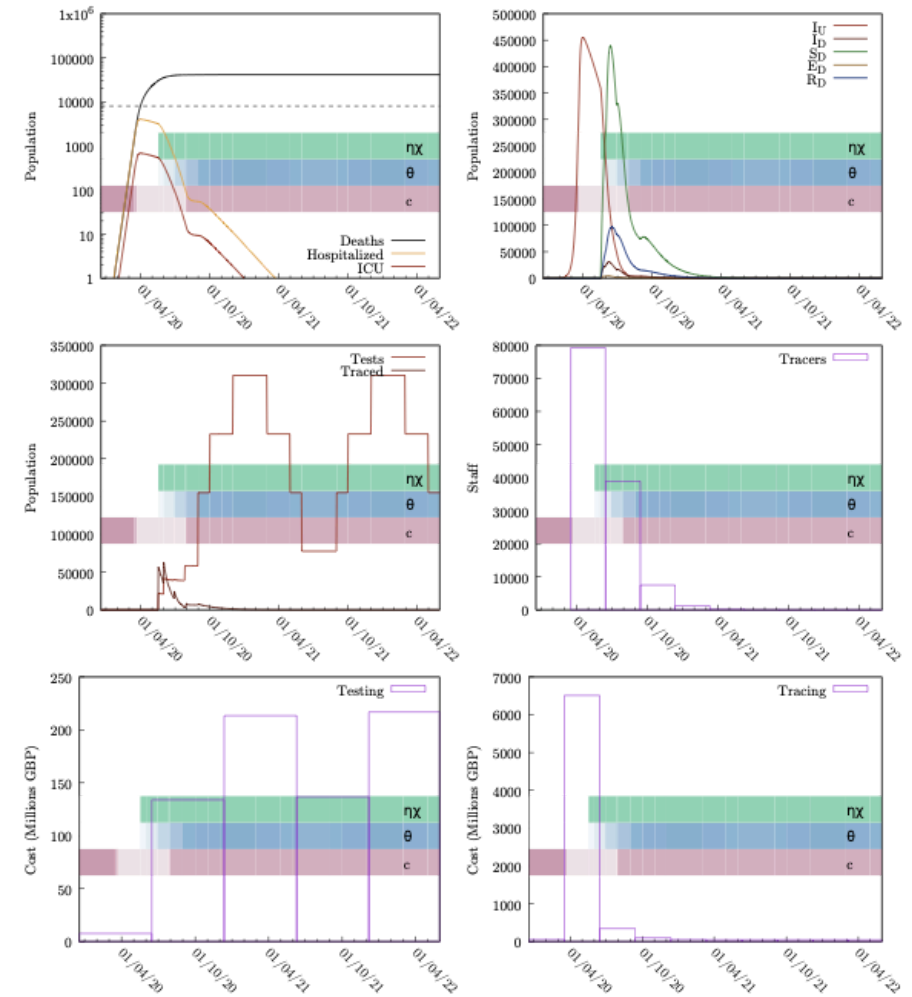 1x10⁶
100000
10000
1000
100
10
1
Population
ηχ
θ
c
Deaths
Hospitalized
ICU
01/04/20
01/10/20
01/04/21
01/10/21
01/04/22
500000
450000
400000
350000
300000
250000
200000
150000
100000
50000
0
Population
I_U
I_D
S_D
E_D
R_D
ηχ
θ
c
01/04/20
01/10/20
01/04/21
01/10/21
01/04/22
350000
300000
250000
200000
150000
100000
50000
0
Population
Tests
Traced
ηχ
θ
c
01/04/20
01/10/20
01/04/21
01/10/21
01/04/22
80000
70000
60000
50000
40000
30000
20000
10000
0
Staff
Tracers
ηχ
θ
c
01/04/20
01/10/20
01/04/21
01/10/21
01/04/22
250
200
150
100
50
0
Cost (Millions GBP)
Testing
ηχ
θ
c
01/04/20
01/10/20
01/04/21
01/10/21
01/04/22
7000
6000
5000
4000
3000
2000
1000
0
Cost (Millions GBP)
Tracing
ηχ
θ
c
01/04/20
01/10/20
01/04/21
01/10/21
01/04/22